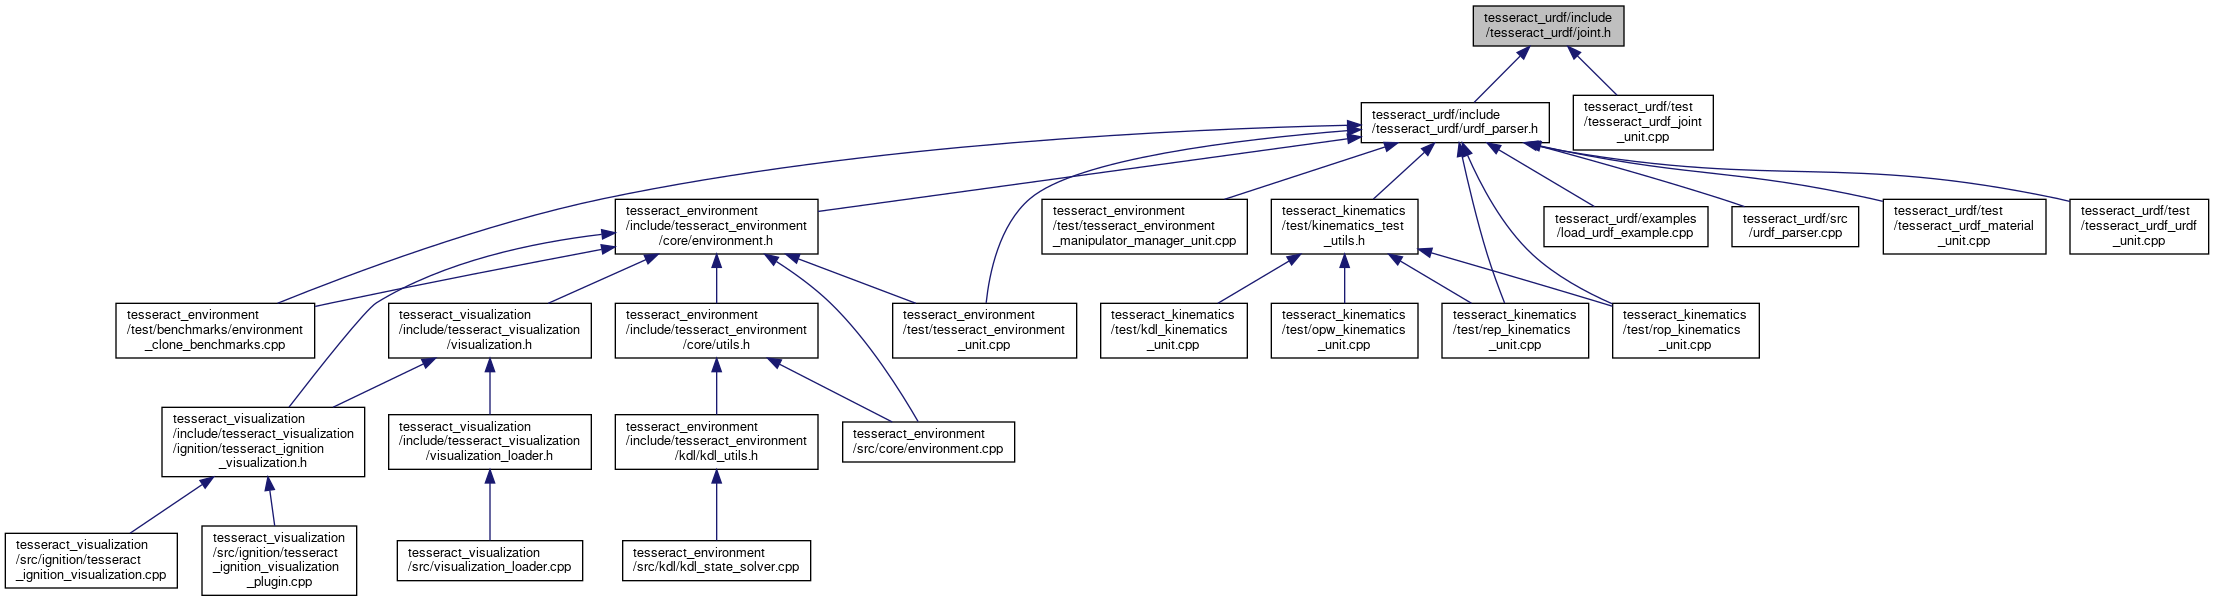 tesseract_urdf/include
/tesseract_urdf/joint.h
tesseract_urdf/include
/tesseract_urdf/urdf_parser.h
tesseract_urdf/test
/tesseract_urdf_joint
_unit.cpp
tesseract_environment
/include/tesseract_environment
/core/environment.h
tesseract_environment
/test/tesseract_environment
_manipulator_manager_unit.cpp
tesseract_kinematics
/test/kinematics_test
_utils.h
tesseract_urdf/examples
/load_urdf_example.cpp
tesseract_urdf/src
/urdf_parser.cpp
tesseract_urdf/test
/tesseract_urdf_material
_unit.cpp
tesseract_urdf/test
/tesseract_urdf_urdf
_unit.cpp
tesseract_environment
/test/benchmarks/environment
_clone_benchmarks.cpp
tesseract_visualization
/include/tesseract_visualization
/visualization.h
tesseract_environment
/include/tesseract_environment
/core/utils.h
tesseract_environment
/test/tesseract_environment
_unit.cpp
tesseract_kinematics
/test/kdl_kinematics
_unit.cpp
tesseract_kinematics
/test/opw_kinematics
_unit.cpp
tesseract_kinematics
/test/rep_kinematics
_unit.cpp
tesseract_kinematics
/test/rop_kinematics
_unit.cpp
tesseract_visualization
/include/tesseract_visualization
/ignition/tesseract_ignition
_visualization.h
tesseract_visualization
/include/tesseract_visualization
/visualization_loader.h
tesseract_environment
/include/tesseract_environment
/kdl/kdl_utils.h
tesseract_environment
/src/core/environment.cpp
tesseract_visualization
/src/ignition/tesseract
_ignition_visualization.cpp
tesseract_visualization
/src/ignition/tesseract
_ignition_visualization
_plugin.cpp
tesseract_visualization
/src/visualization_loader.cpp
tesseract_environment
/src/kdl/kdl_state_solver.cpp